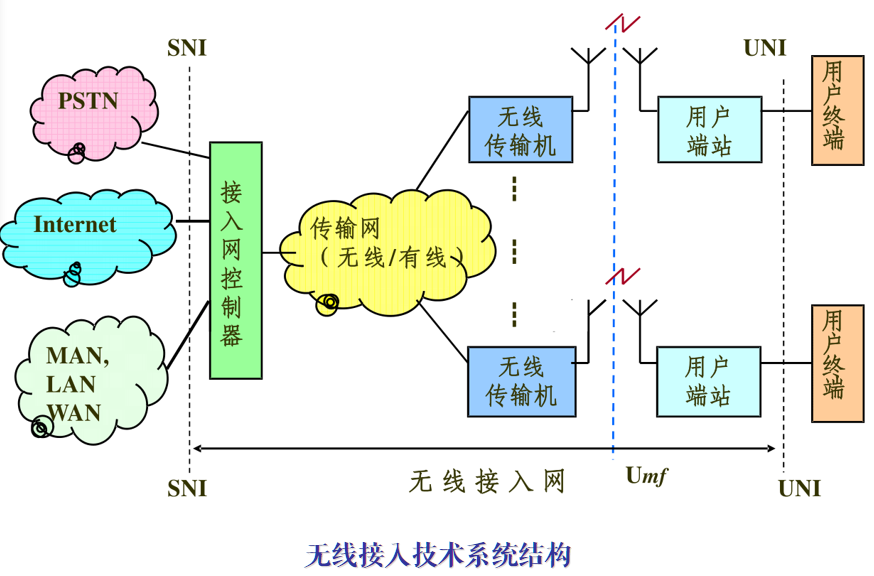 SNI
UNI
PSTN
无线
传输机
用户
端站
用户终端
接入网控制器
Internet
传输网
（无线/有线）
MAN,
LAN
WAN
无线
传输机
用户
端站
用户终端
SNI
无线接入网
Umf
UNI
无线接入技术系统结构